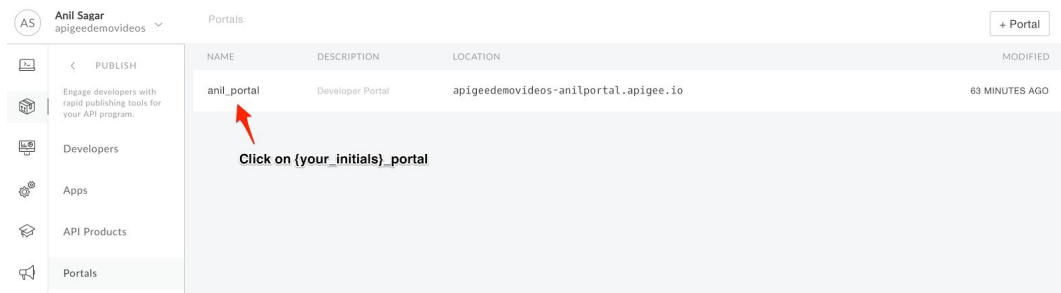 AS
Anil Sagar
apigeedemovideos
Portals
+ Portal
PUBLISH
Engage developers with
rapid publishing tools for
your API program.
Developers
Apps
API Products
Portals
NAME DESCRIPTION LOCATION MODIFIED
anil_portal Developer Portal apigeedemovideos-anilportal.apigee.io 63 MINUTES AGO
Click on {your_initials}_portal